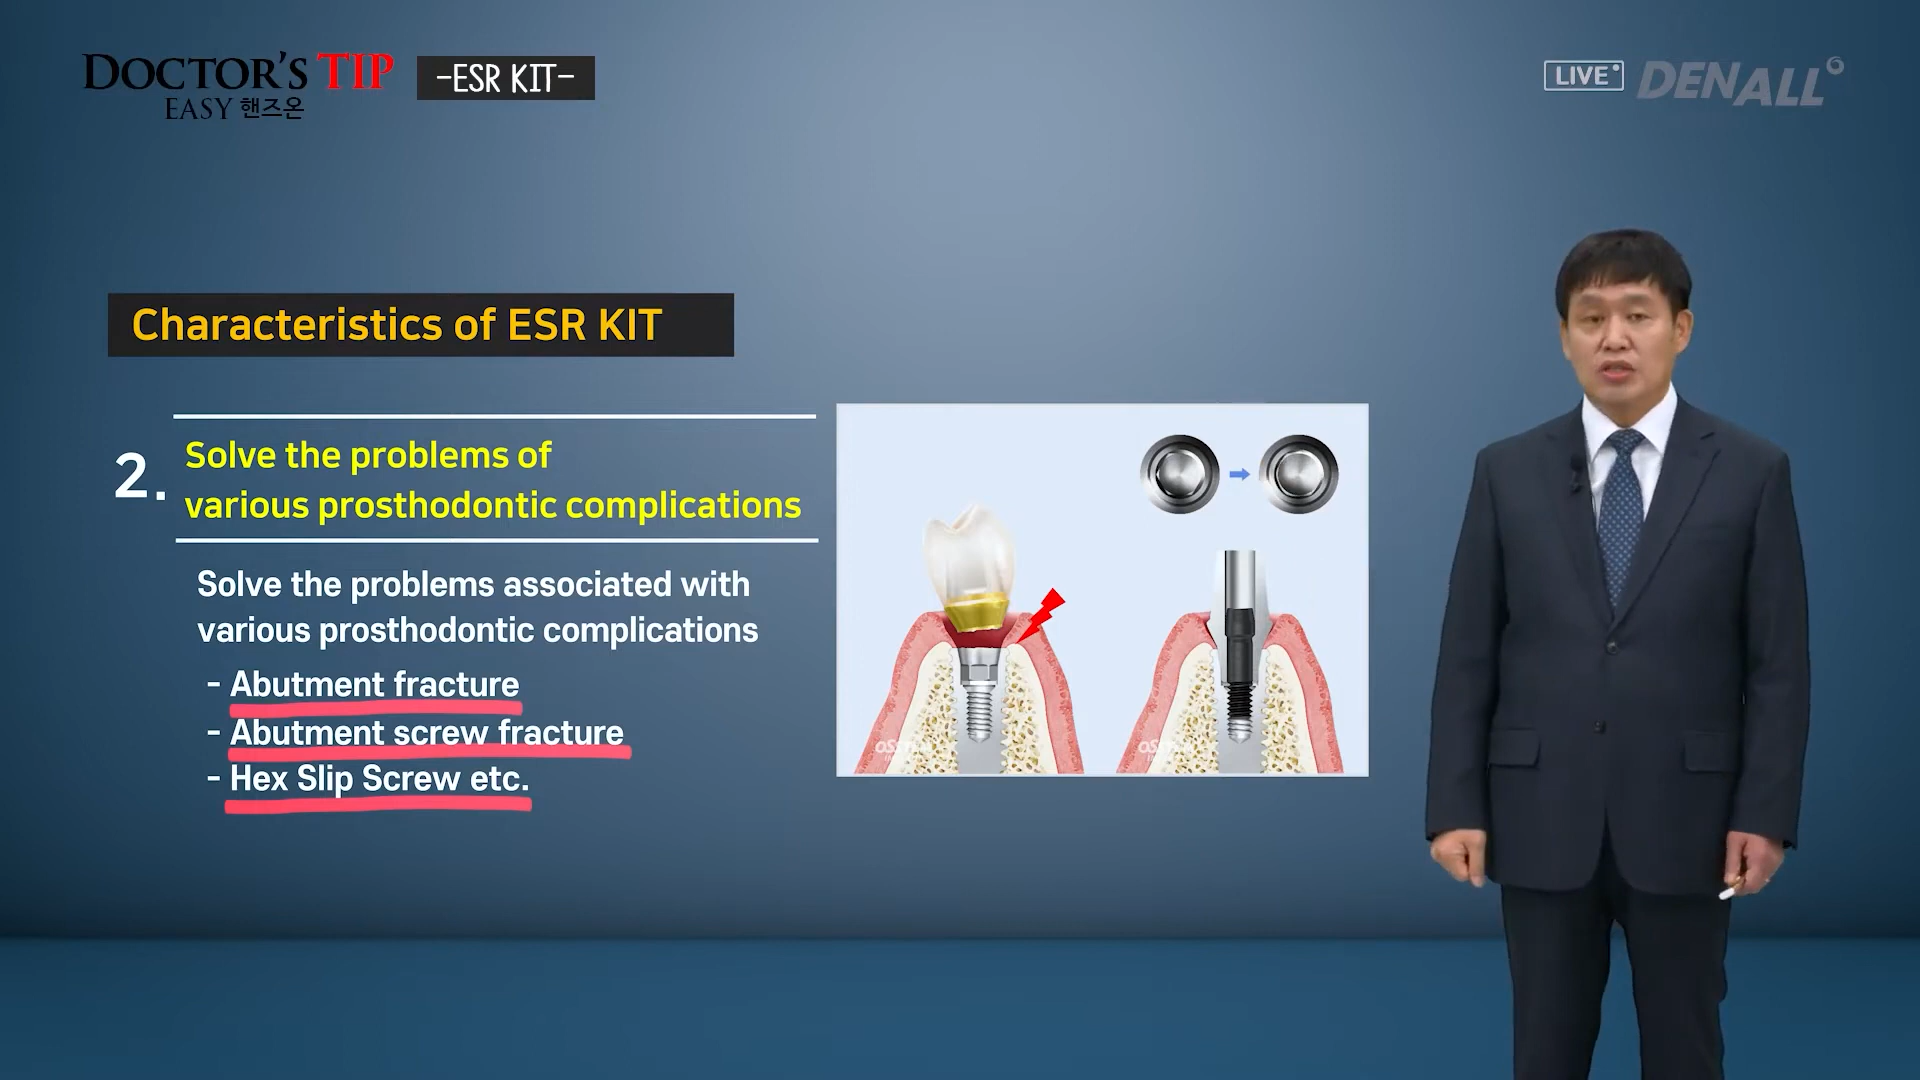 DOCTOR'S TIP
EASY 핸즈온
-ESR KIT-
LIVE
DENALL
Characteristics of ESR KIT
2.
Solve the problems of
various prosthodontic complications
Solve the problems associated with
various prosthodontic complications
- Abutment fracture
- Abutment screw fracture
- Hex Slip Screw etc.